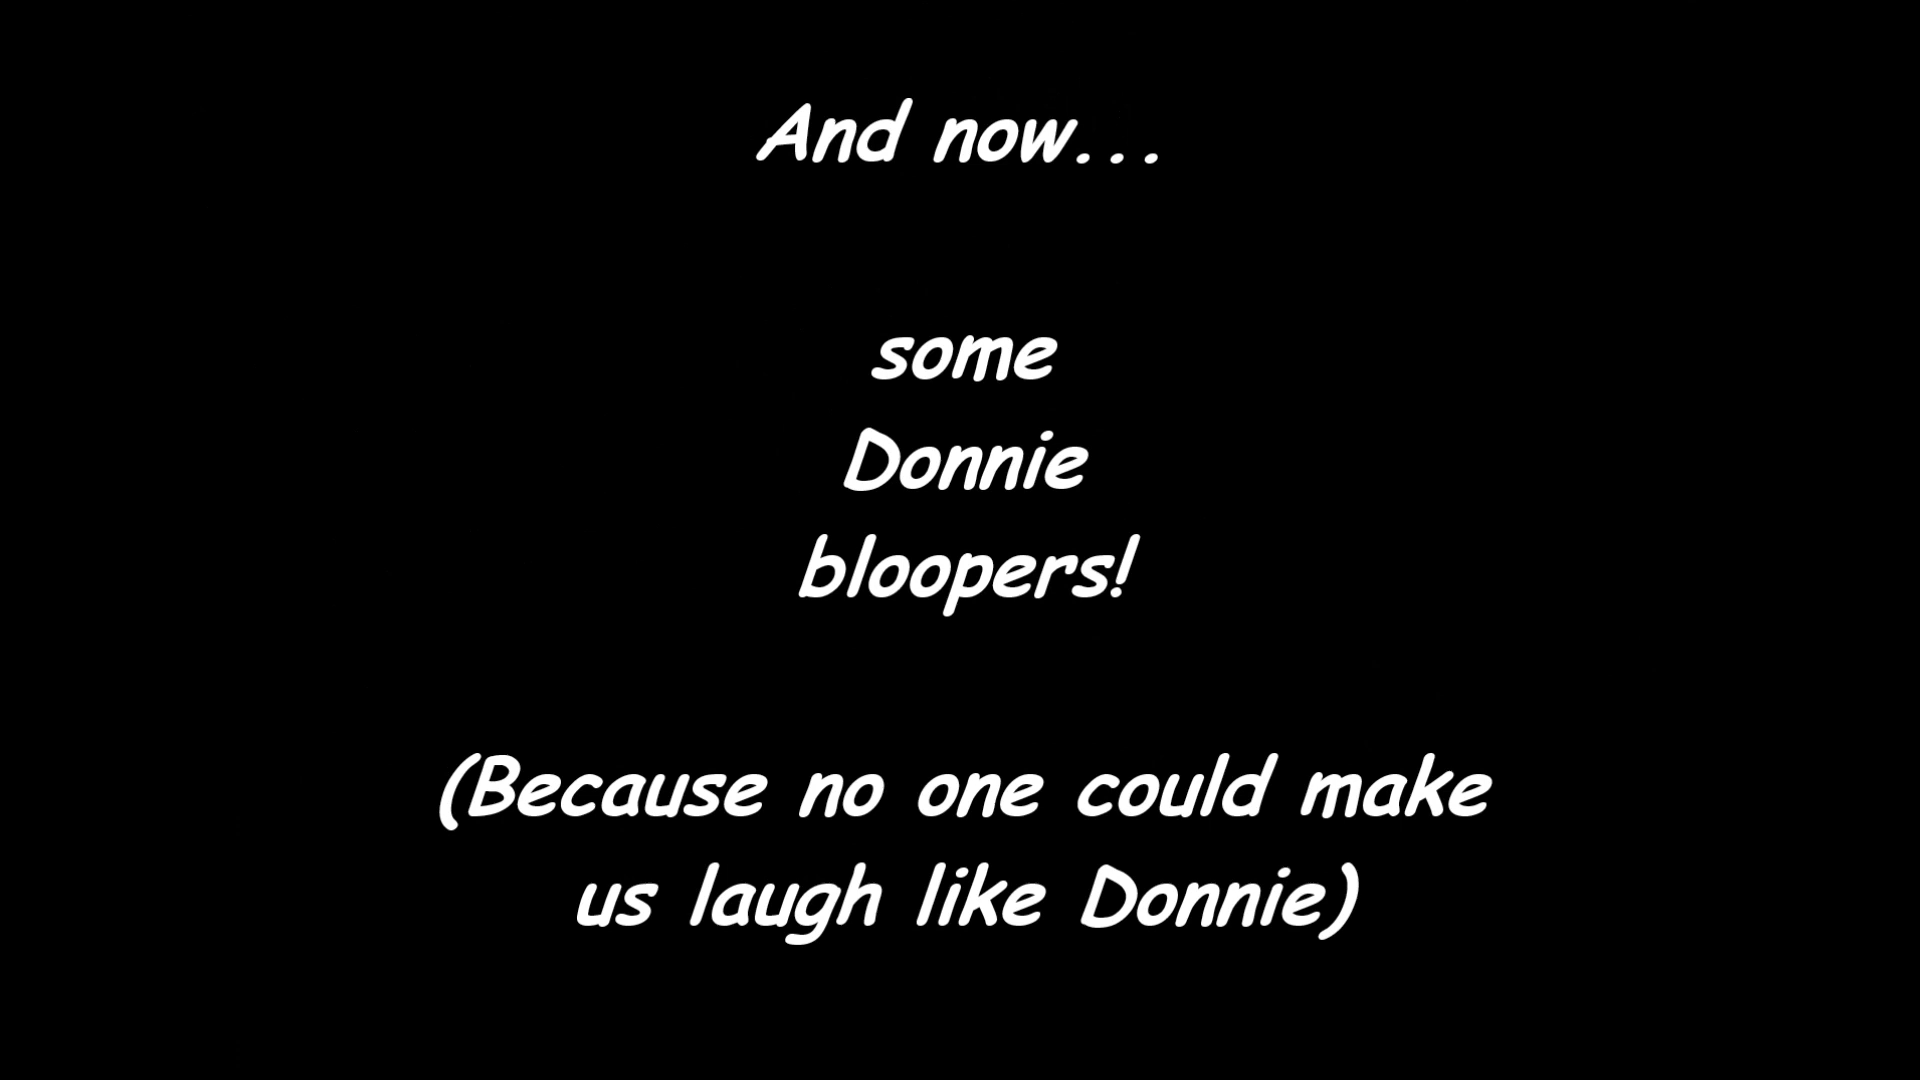 And now...
some
Donnie
bloopers!
(Because no one could make
us laugh like Donnie)